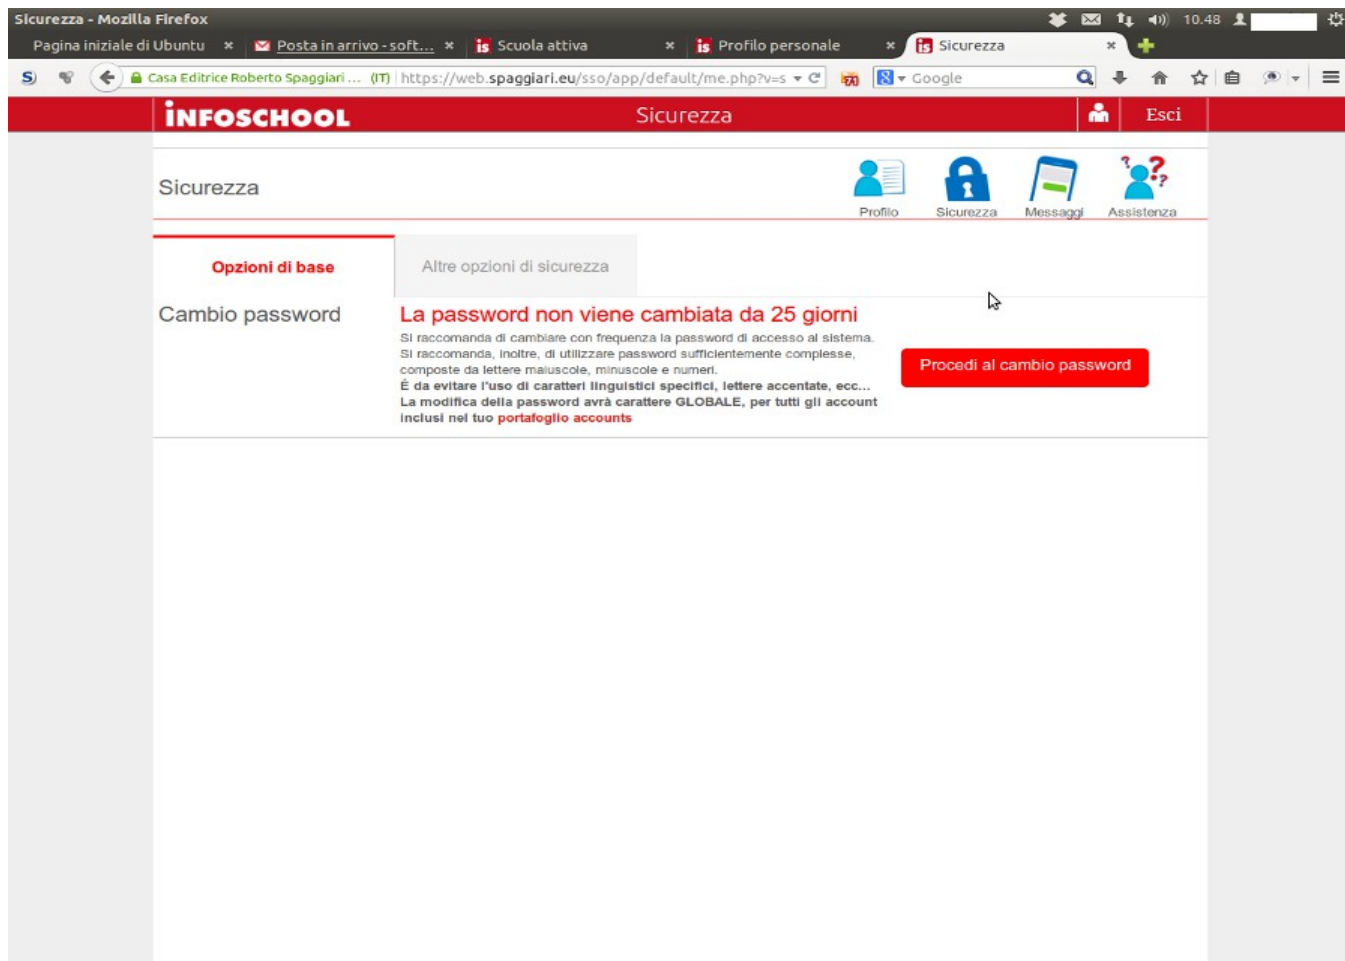 Sicurezza - Mozilla Firefox
10.48
Pagina iniziale di Ubuntu
Posta in arrivo - soft...
is Scuola attiva
is Profilo personale
is Sicurezza
S) Casa Editrice Roberto Spaggiari ... (IT) https://web.spaggiari.eu/sso/app/default/me.php?v=s
8 Google
INFOSCHOOL
Sicurezza
Esci
Sicurezza
Profilo
Sicurezza
Messaggi
Assistenza
Opzioni di base
Altre opzioni di sicurezza
Cambio password
La password non viene cambiata da 25 giorni
Si raccomanda di cambiare con frequenza la password di accesso al sistema.
Si raccomanda, inoltre, di utilizzare password sufficientemente complesse,
composte da lettere maiuscole, minuscole e numeri.
É da evitare l'uso di caratteri linguistici specifici, lettere accentate, ecc...
La modifica della password avrà carattere GLOBALE, per tutti gli account
inclusi nel tuo portafoglio accounts
Procedi al cambio password